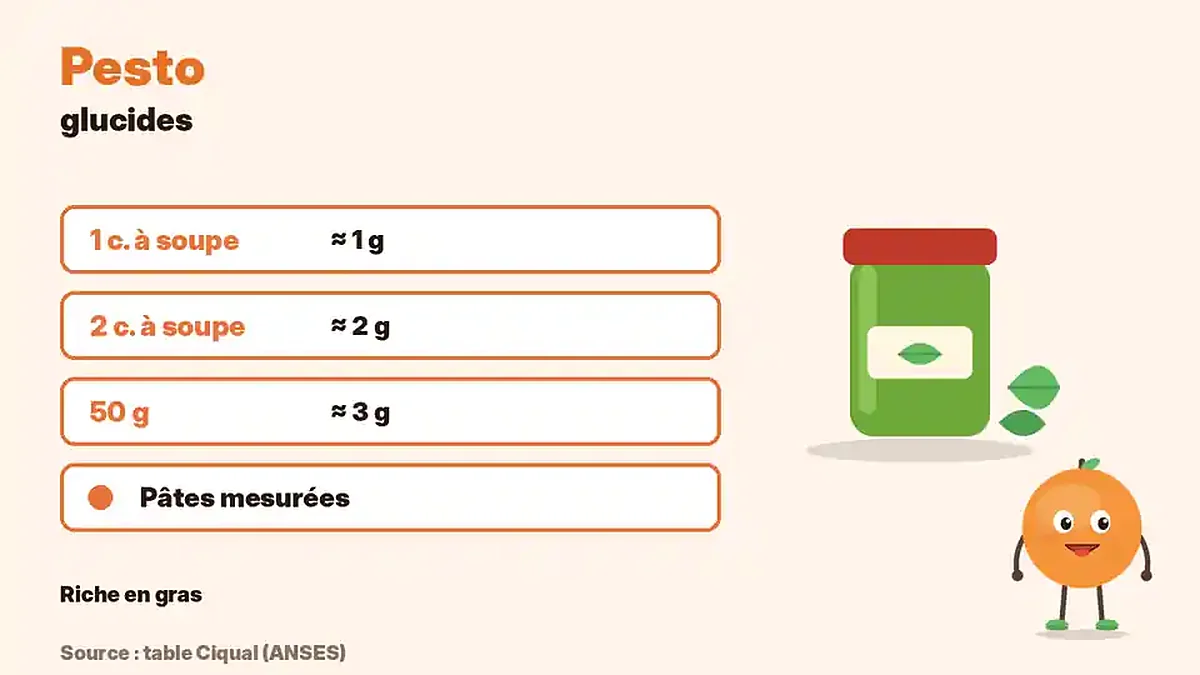 Pesto
glucides
1 c. à soupe ≈ 1 g
2 c. à soupe ≈ 2 g
50 g ≈ 3 g
Pâtes mesurées
Riche en gras
Source : table Ciqual (ANSES)